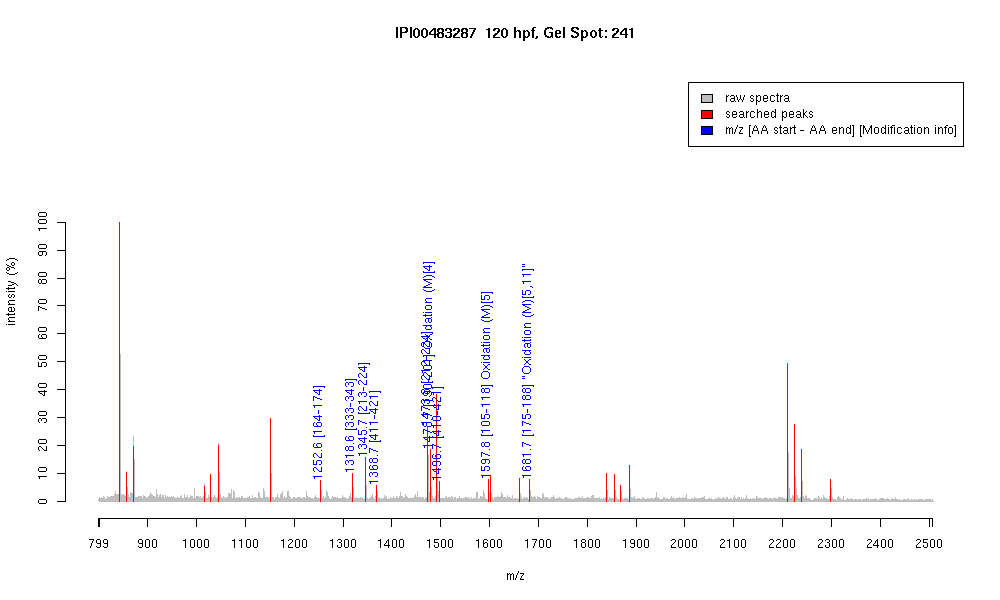 IPI00483287 120 hpf, Gel Spot: 241
raw spectra
searched peaks
m/z [AA start - AA end] [Modification info]
intensity (%)
100
90
80
70
60
50
40
30
20
10
0
1252.6 [164-174]
1318.6 [333-343]
1345.7 [213-224]
1368.7 [411-421]
Oxidation (M)[4]
1496.7 [410-421]
1597.8 [105-118] Oxidation (M)[5]
1681.7 [175-188] "Oxidation (M)[5,11]"
799 900 1000 1100 1200 1300 1400 1500 1600 1700 1800 1900 2000 2100 2200 2300 2400 2500
m/z